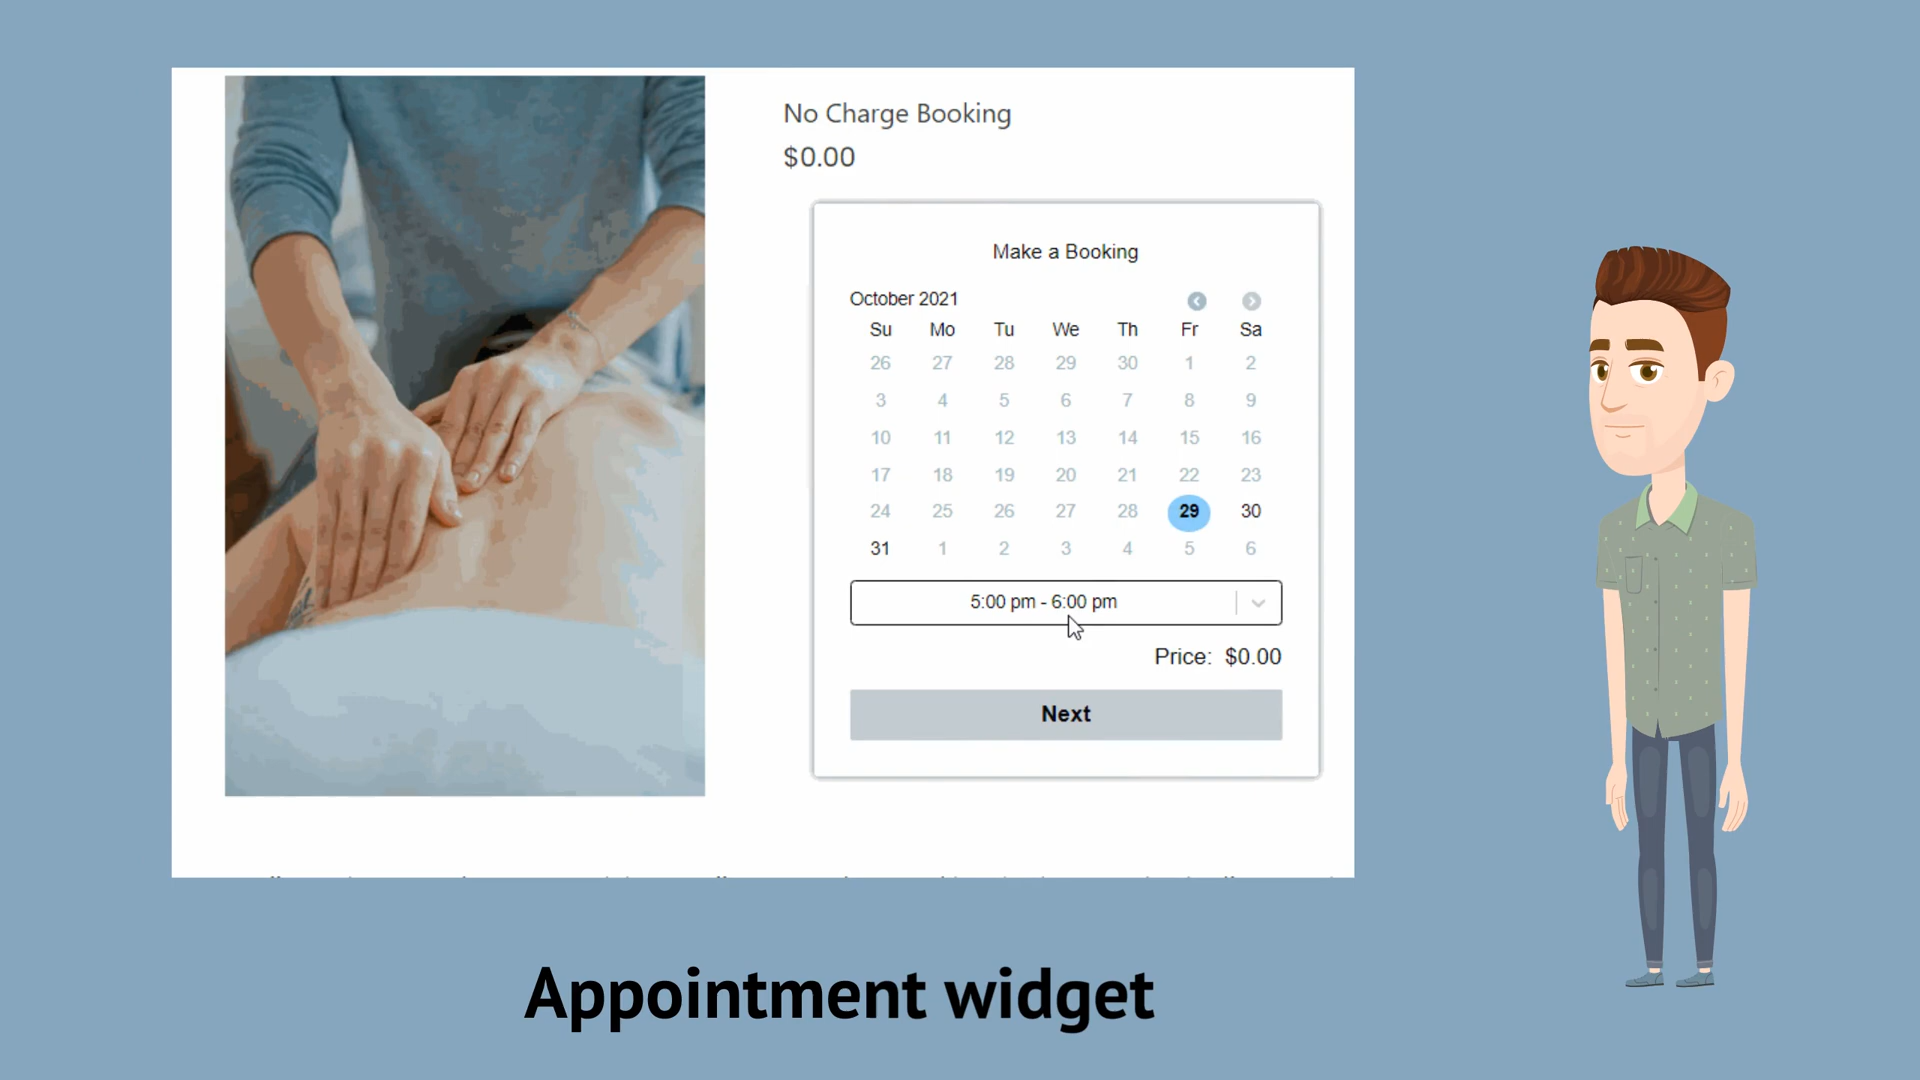 No Charge Booking
$0.00
Make a Booking
October 2021
Su Mo Tu We Th Fr Sa
26 27 28 29 30 1 2
3 4 5 6 7 8 9
10 11 12 13 14 15 16
17 18 19 20 21 22 23
24 25 26 27 28 29 30
31 1 2 3 4 5 6
5:00 pm - 6:00 pm
Price: $0.00
Next
Appointment widget